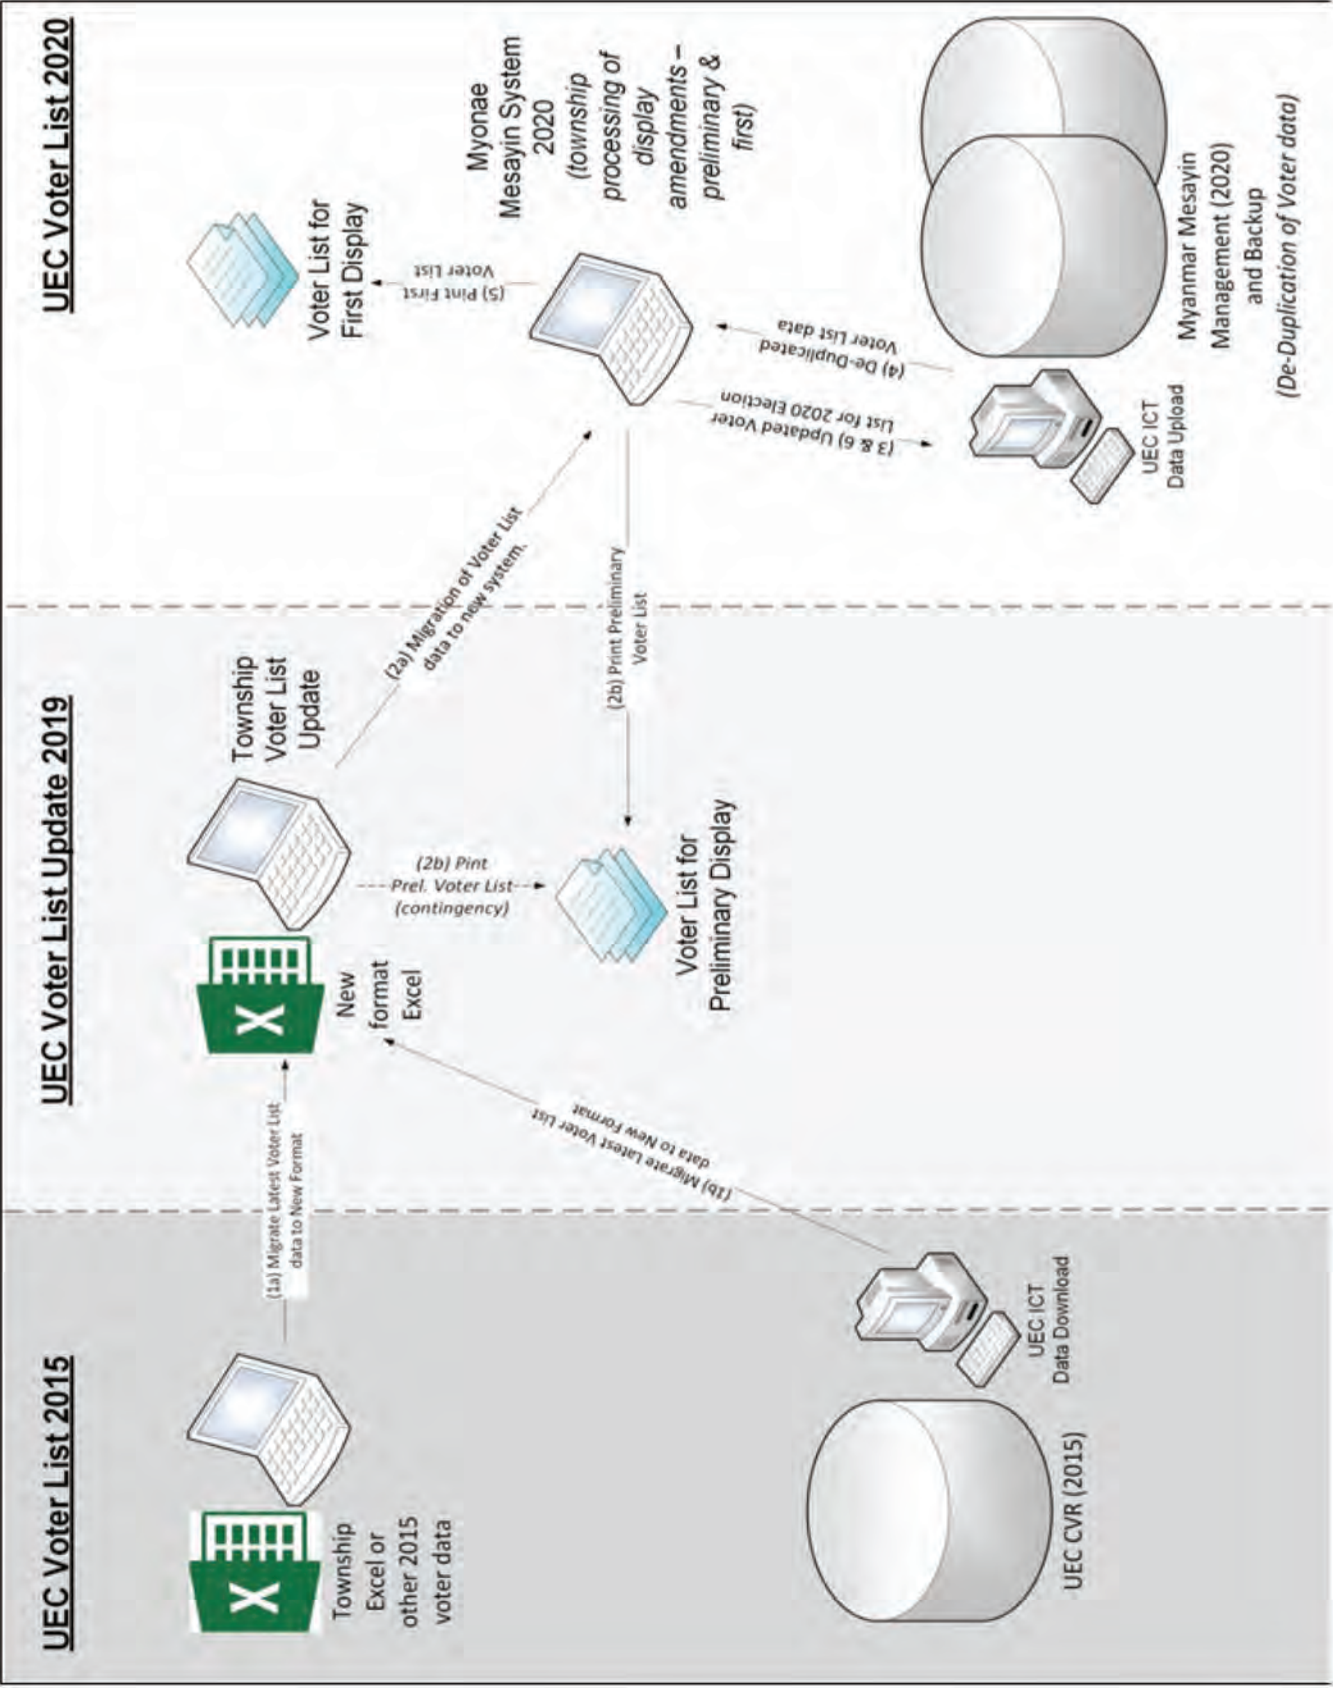 UEC Voter List 2015
Township
Excel or
other 2015
voter data
(1a) Migrate Latest Voter List
data to New Format
UEC CVR (2015)
UEC ICT
Data Download
(1b) Migrate Latest Voter List
data to New Format
UEC Voter List Update 2019
New
format
Excel
Township
Voter List
Update
(2b) Pint
Prel. Voter List
(contingency)
Voter List for
Preliminary Display
(2a) Migration of Voter List
data to new system.
(2b) Print Preliminary
Voter List
UEC Voter List 2020
Voter List for
First Display
(5) Pint First
Voter List
Myonae
Mesayin System
2020
(township
processing of
display
amendments –
preliminary &
first)
(3 & 6) Updated Voter
List for 2020 Election
(4) De-Duplicated
Voter List data
UEC ICT
Data Upload
Myanmar Mesayin
Management (2020)
and Backup
(De-Duplication of Voter data)